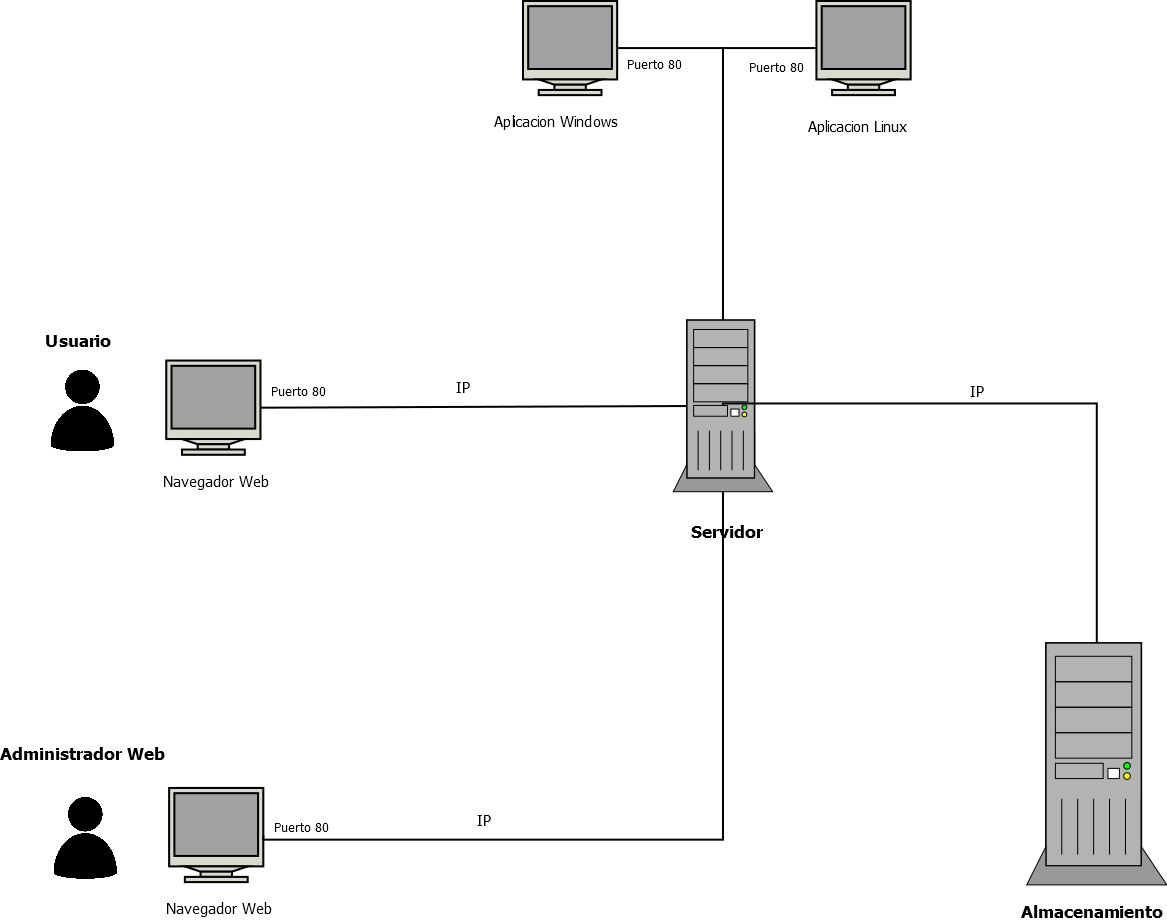 Puerto 80
Puerto 80
Aplicacion Windows
Aplicacion Linux
Usuario
Puerto 80
IP
IP
Navegador Web
Servidor
Administrador Web
Puerto 80
IP
Navegador Web
Almacenamiento